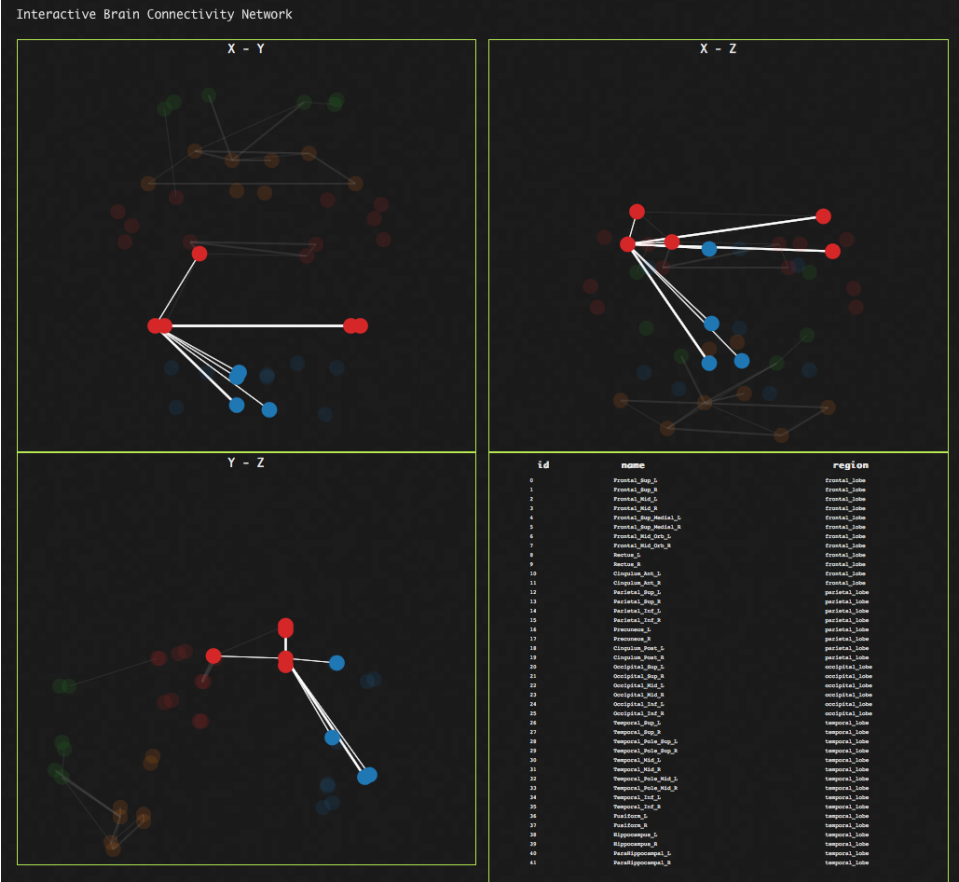 Interactive Brain Connectivity Network
X - Y
X - Z
Y - Z
id name region
0 Frontal_Sup_L frontal_lobe
1 Frontal_Sup_R frontal_lobe
2 Frontal_Mid_L frontal_lobe
3 Frontal_Mid_R frontal_lobe
4 Frontal_Sup_Medial_L frontal_lobe
5 Frontal_Sup_Medial_R frontal_lobe
6 Frontal_Mid_Orb_L frontal_lobe
7 Frontal_Mid_Orb_R frontal_lobe
8 Rectus_L frontal_lobe
9 Rectus_R frontal_lobe
10 Cingulum_Ant_L frontal_lobe
11 Cingulum_Ant_R frontal_lobe
12 Parietal_Sup_L parietal_lobe
13 Parietal_Sup_R parietal_lobe
14 Parietal_Inf_L parietal_lobe
15 Parietal_Inf_R parietal_lobe
16 Precuneus_L parietal_lobe
17 Precuneus_R parietal_lobe
18 Cingulum_Post_L parietal_lobe
19 Cingulum_Post_R parietal_lobe
20 Occipital_Sup_L occipital_lobe
21 Occipital_Sup_R occipital_lobe
22 Occipital_Mid_L occipital_lobe
23 Occipital_Mid_R occipital_lobe
24 Occipital_Inf_L occipital_lobe
25 Occipital_Inf_R occipital_lobe
26 Temporal_Sup_L temporal_lobe
27 Temporal_Sup_R temporal_lobe
28 Temporal_Pole_Sup_L temporal_lobe
29 Temporal_Pole_Sup_R temporal_lobe
30 Temporal_Mid_L temporal_lobe
31 Temporal_Mid_R temporal_lobe
32 Temporal_Pole_Mid_L temporal_lobe
33 Temporal_Pole_Mid_R temporal_lobe
34 Temporal_Inf_L temporal_lobe
35 Temporal_Inf_R temporal_lobe
36 Fusiform_L temporal_lobe
37 Fusiform_R temporal_lobe
38 Hippocampus_L temporal_lobe
39 Hippocampus_R temporal_lobe
40 ParaHippocampal_L temporal_lobe
41 ParaHippocampal_R temporal_lobe